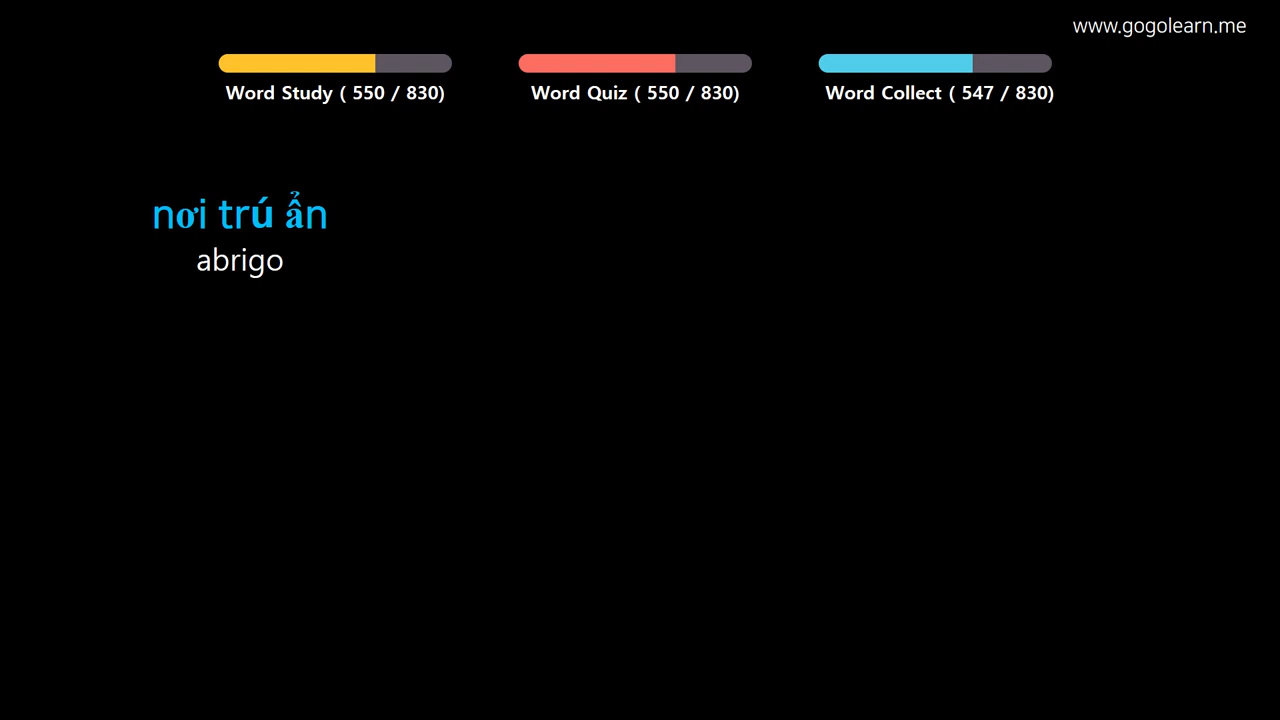 www.gogolearn.me
Word Study ( 550 / 830)
Word Quiz ( 550 / 830)
Word Collect ( 547 / 830)
nơi trú ẩn
abrigo